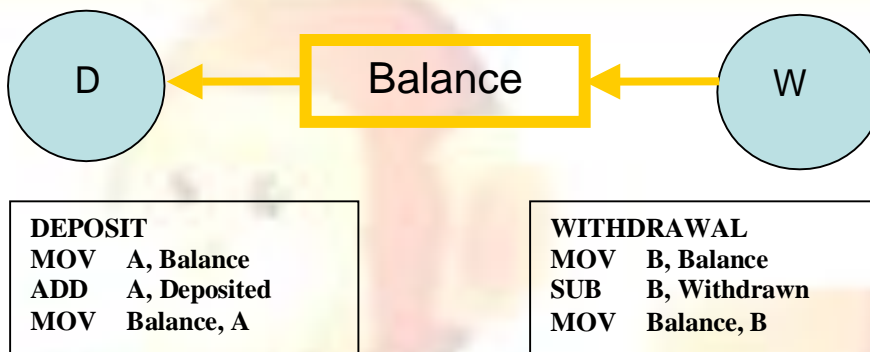 D
Balance
W
DEPOSIT
MOV A, Balance
ADD A, Deposited
MOV Balance, A
WITHDRAWAL
MOV B, Balance
SUB B, Withdrawn
MOV Balance, B